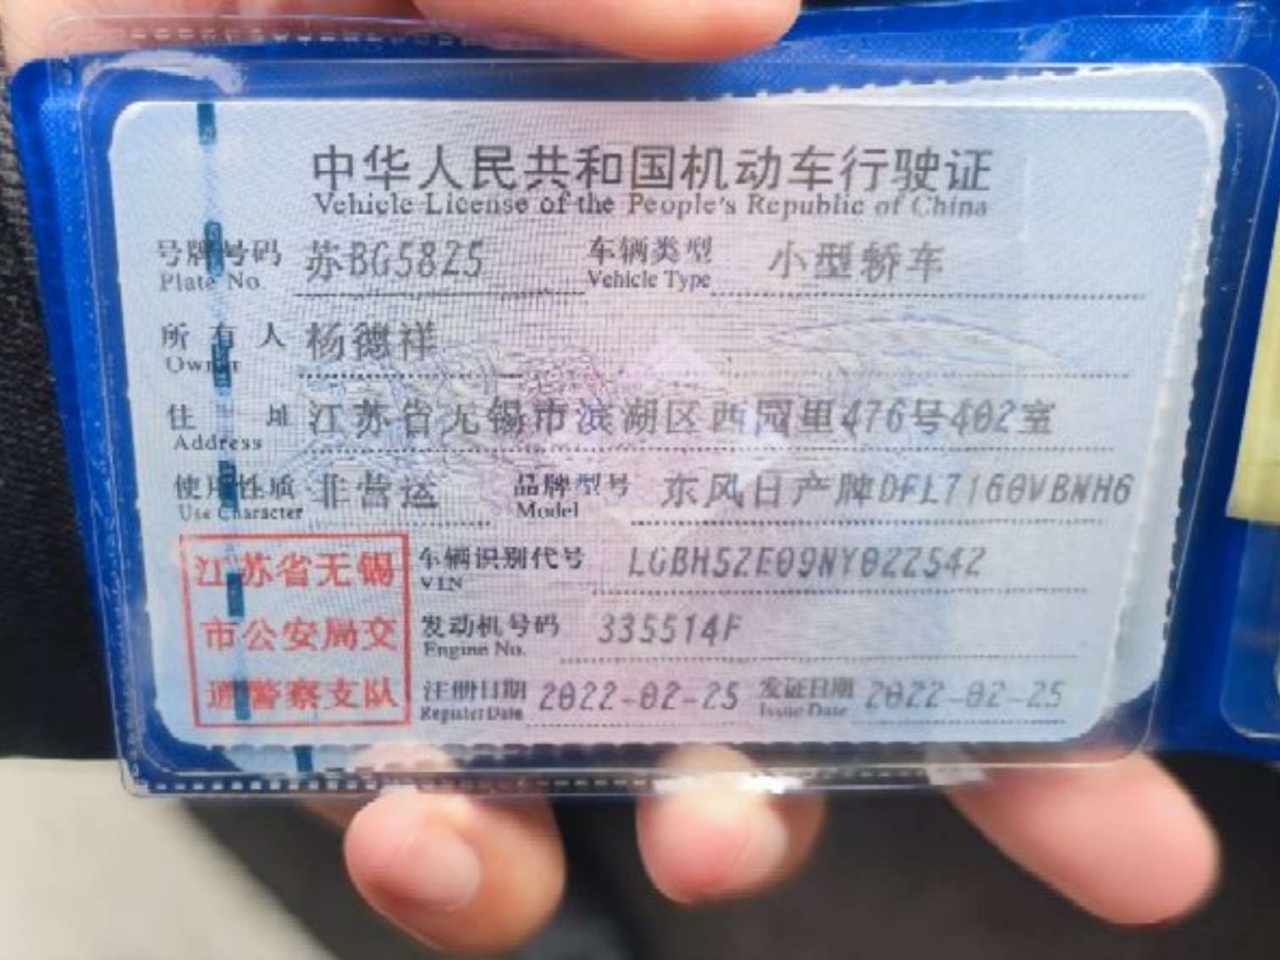 中华人民共和国机动车行驶证
Vehicle License of the People's Republic of China
号牌号码 苏BG5825 车辆类型 小型轿车
Plate No. Vehicle Type
所有人 杨德祥
Owner
住址 江苏省无锡市滨湖区西园里476号402室
Address
使用性质 非营运 品牌型号 东风日产牌DFL7160VBNH6
Use Character Model
江苏省无锡 车辆识别代号 LGBH52E09NY022542
VIN
市公安局交 发动机号码 335514F
Engine No.
通警察支队 注册日期 2022-02-25 发证日期 2022-02-25
Register Date Issue Date